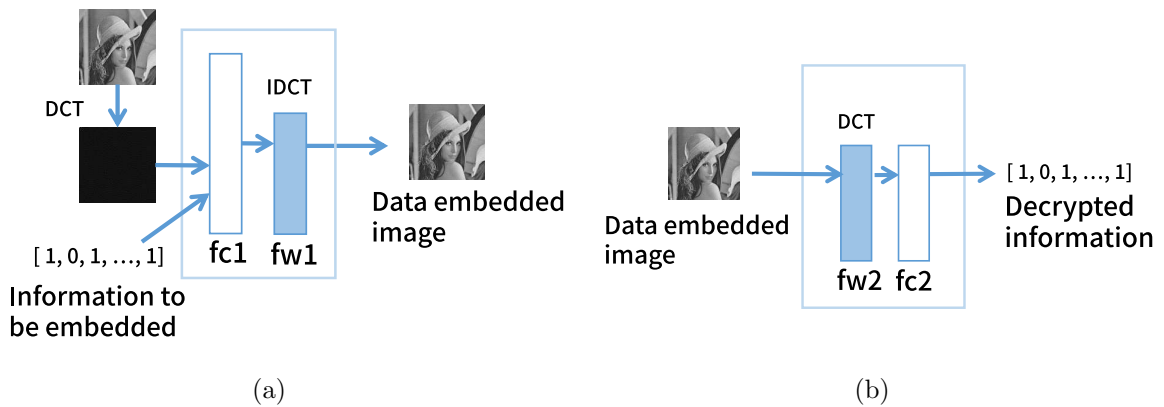 DCT
IDCT
fc1
fw1
[ 1, 0, 1, ..., 1]
Information to
be embedded
Data embedded
image
(a)
Data embedded
image
DCT
fw2
fc2
[ 1, 0, 1, ..., 1]
Decrypted
information
(b)